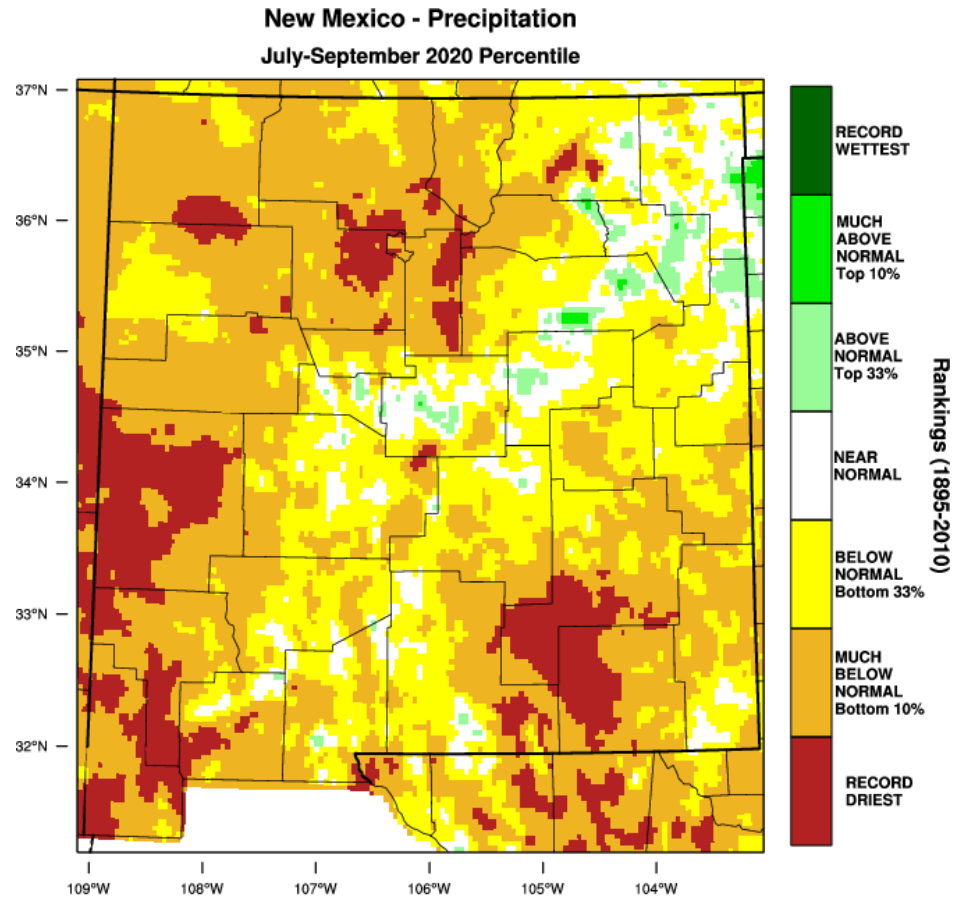 New Mexico - Precipitation
July-September 2020 Percentile
37°N
36°N
35°N
34°N
33°N
32°N
109°W
108°W
107°W
106°W
105°W
104°W
RECORD
WETTEST
MUCH
ABOVE
NORMAL
Top 10%
ABOVE
NORMAL
Top 33%
NEAR
NORMAL
BELOW
NORMAL
Bottom 33%
MUCH
BELOW
NORMAL
Bottom 10%
RECORD
DRIEST
Rankings (1895-2010)